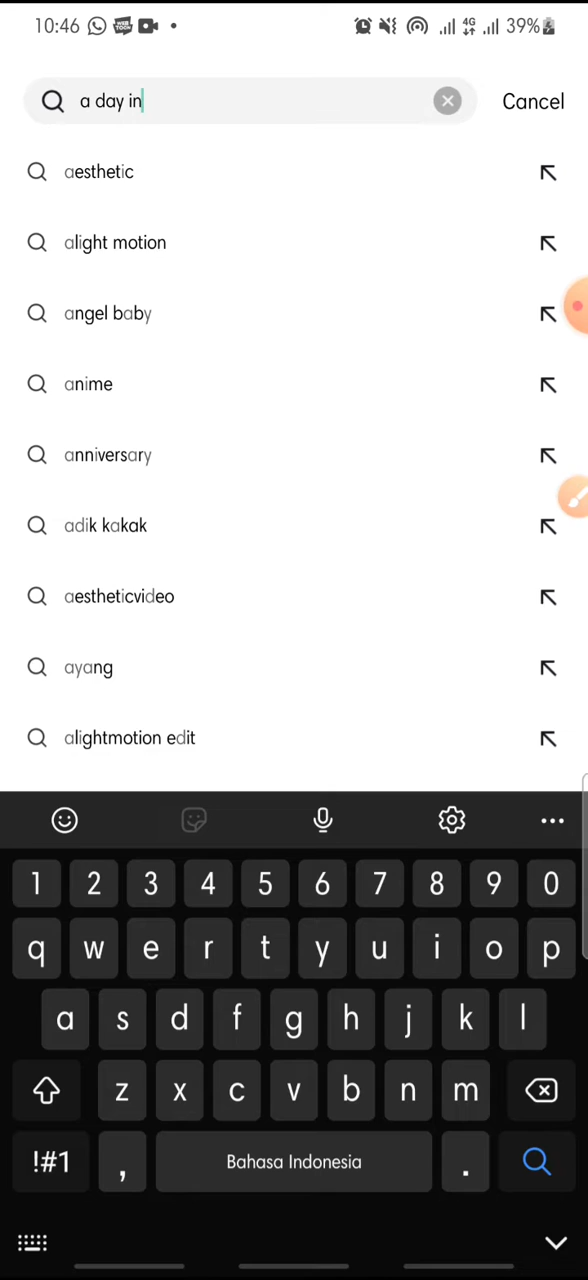 10:46 4G 39%
a day in Cancel
aesthetic
alight motion
angel baby
anime
anniversary
adik kakak
aestheticvideo
ayang
alightmotion edit
1 2 3 4 5 6 7 8 9 0
q w e r t y u i o p
a s d f g h j k l
z x c v b n m
!#1 , Bahasa Indonesia .